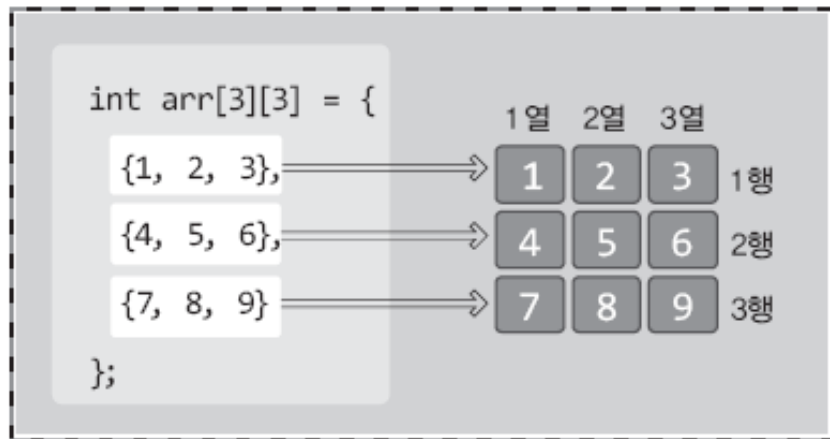 int arr[3][3] = {
{1, 2, 3},
{4, 5, 6},
{7, 8, 9}
};
1열 2열 3열
1 2 3 1행
4 5 6 2행
7 8 9 3행